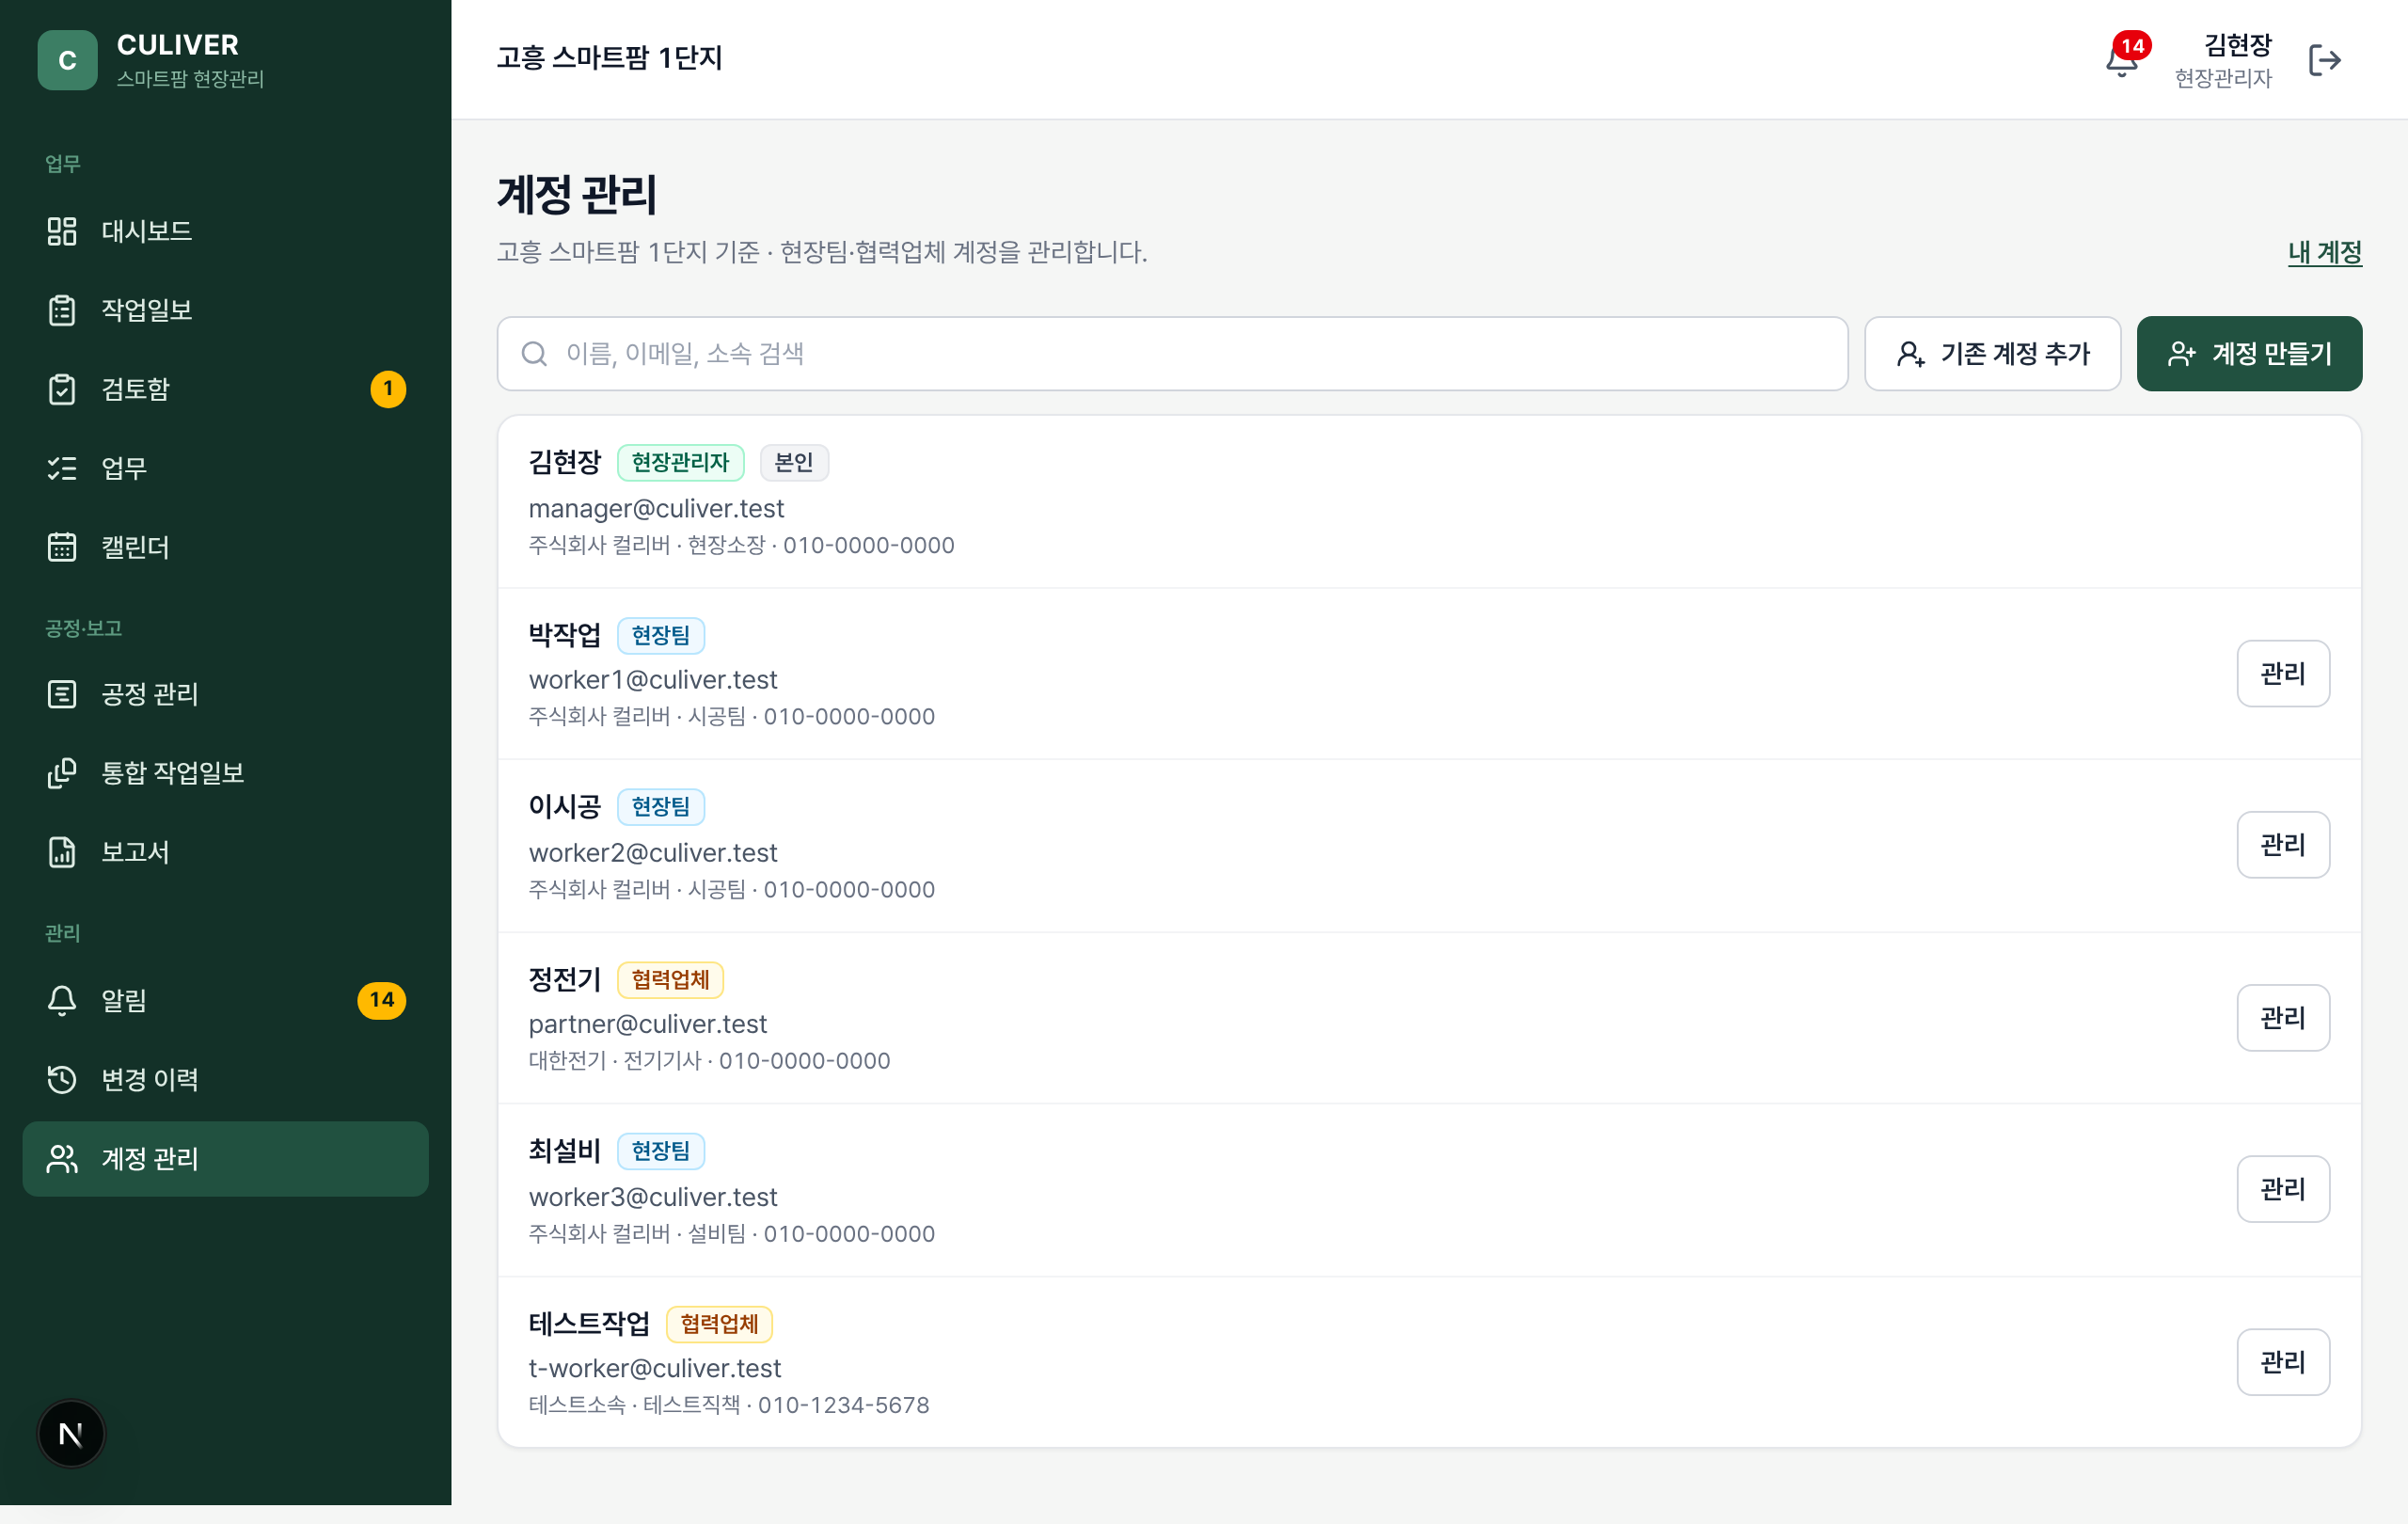 C
CULIVER
스마트팜 현장관리
업무
대시보드
작업일보
검토함
1
업무
캘린더
공정·보고
공정 관리
통합 작업일보
보고서
관리
알림
14
변경 이력
계정 관리
N
고흥 스마트팜 1단지
14
김현장
현장관리자
계정 관리
고흥 스마트팜 1단지 기준 · 현장팀·협력업체 계정을 관리합니다.
내 계정
이름, 이메일, 소속 검색
기존 계정 추가
계정 만들기
김현장 현장관리자 본인
manager@culiver.test
주식회사 컬리버 · 현장소장 · 010-0000-0000
박작업 현장팀
worker1@culiver.test
주식회사 컬리버 · 시공팀 · 010-0000-0000
관리
이시공 현장팀
worker2@culiver.test
주식회사 컬리버 · 시공팀 · 010-0000-0000
관리
정전기 협력업체
partner@culiver.test
대한전기 · 전기기사 · 010-0000-0000
관리
최설비 현장팀
worker3@culiver.test
주식회사 컬리버 · 설비팀 · 010-0000-0000
관리
테스트작업 협력업체
t-worker@culiver.test
테스트소속 · 테스트직책 · 010-1234-5678
관리